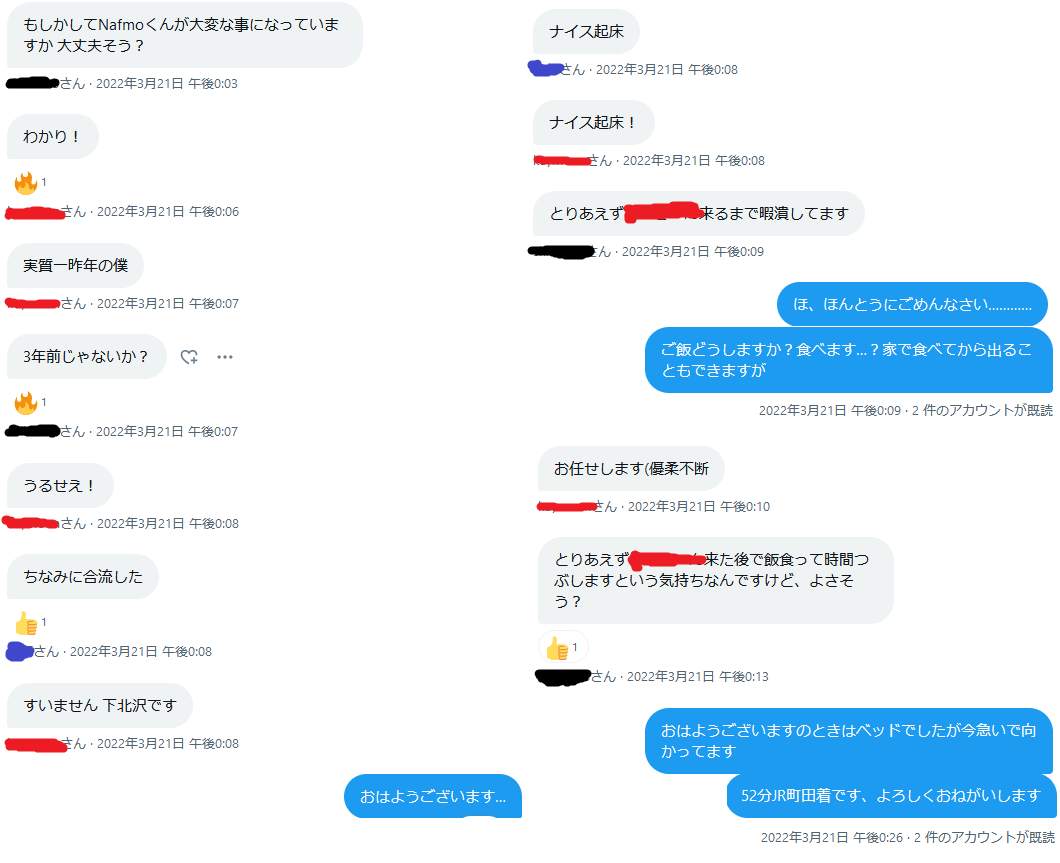 もしかしてNafmoくんが大変な事になっていま
すか 大丈夫そう？
さん · 2022年3月21日 午後0:03
わかり！
1
さん · 2022年3月21日 午後0:06
実質一昨年の僕
さん · 2022年3月21日 午後0:07
3年前じゃないか？
1
さん · 2022年3月21日 午後0:07
うるせえ！
さん · 2022年3月21日 午後0:08
ちなみに合流した
1
さん · 2022年3月21日 午後0:08
すいません 下北沢です
さん · 2022年3月21日 午後0:08
おはようございます...
ナイス起床
さん · 2022年3月21日 午後0:08
ナイス起床！
さん · 2022年3月21日 午後0:08
とりあえず来るまで暇潰してます
さん · 2022年3月21日 午後0:09
ほ、ほんとうにごめんなさい............
ご飯どうしますか？食べます...？家で食べてから出るこ
ともできますが
2022年3月21日 午後0:09 · 2 件のアカウントが既読
お任せします(優柔不断
さん · 2022年3月21日 午後0:10
とりあえず来た後で飯食って時間つ
ぶしますという気持ちなんですけど、よさそ
う？
1
さん · 2022年3月21日 午後0:13
おはようございますのときはベッドでしたが今急いで向
かってます
52分JR町田着です、よろしくおねがいします
2022年3月21日 午後0:26 · 2 件のアカウントが既読